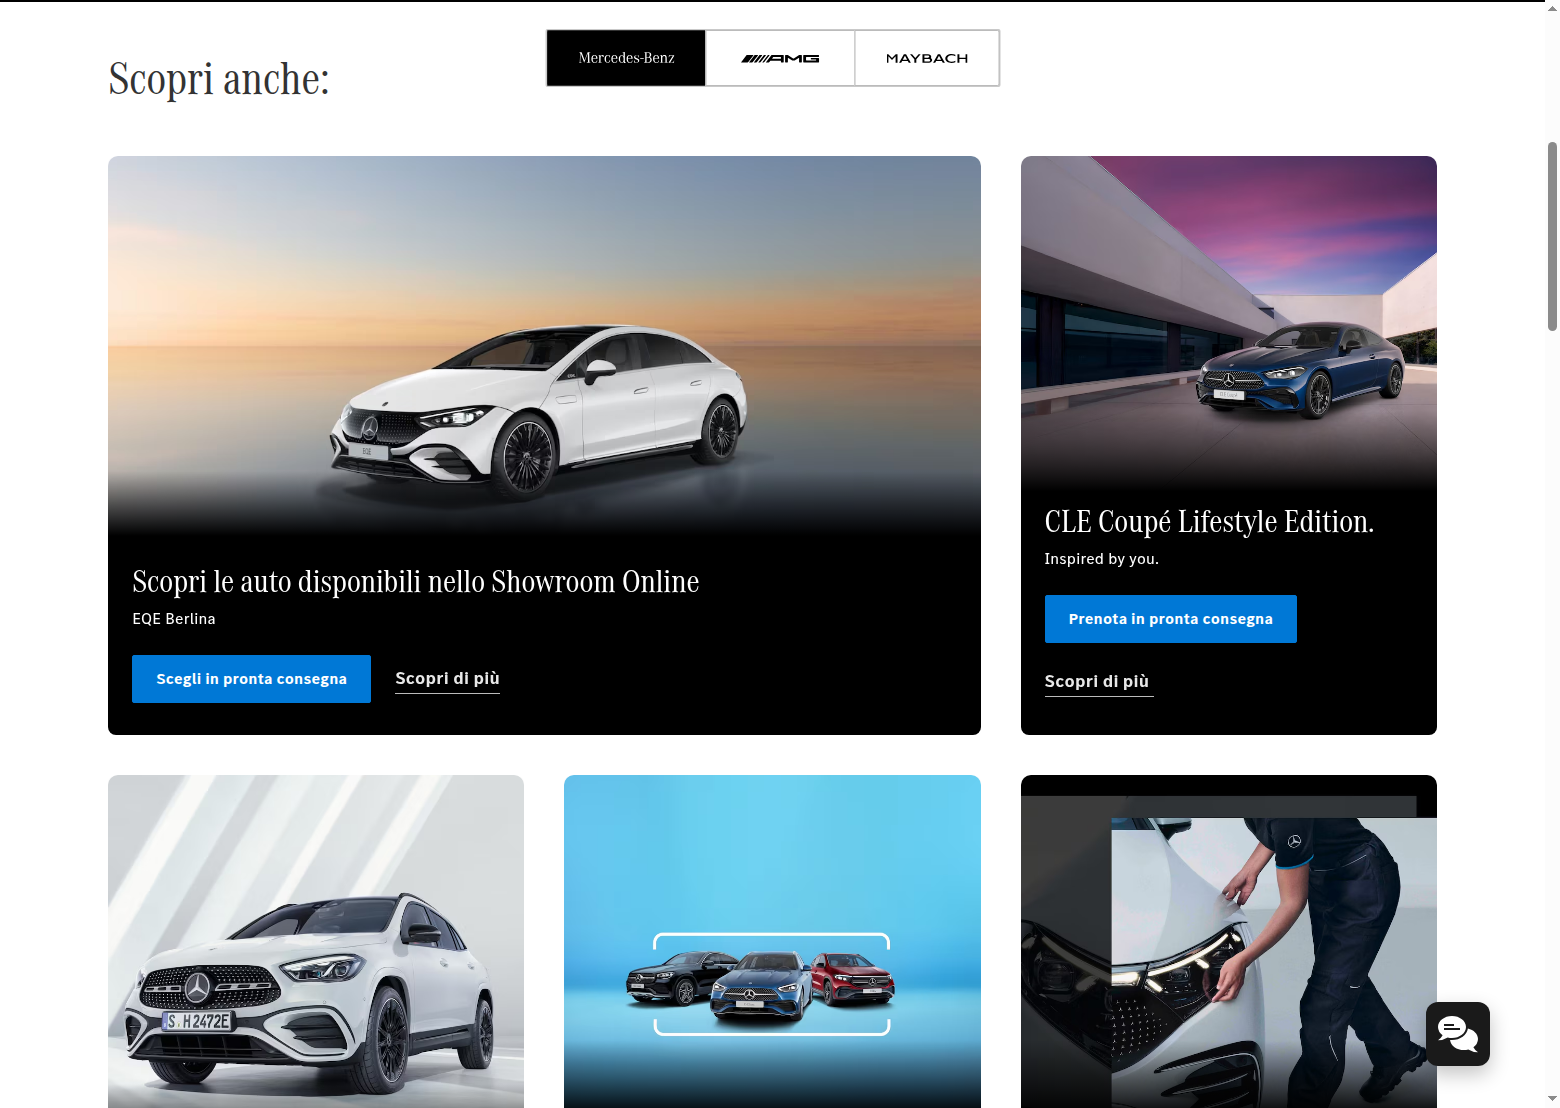 Scopri anche:
Mercedes-Benz
AMG
MAYBACH
EQE
Scopri le auto disponibili nello Showroom Online
EQE Berlina
Scegli in pronta consegna
Scopri di più
CLE Coupé Lifestyle Edition.
Inspired by you.
Prenota in pronta consegna
Scopri di più
S H 2472E